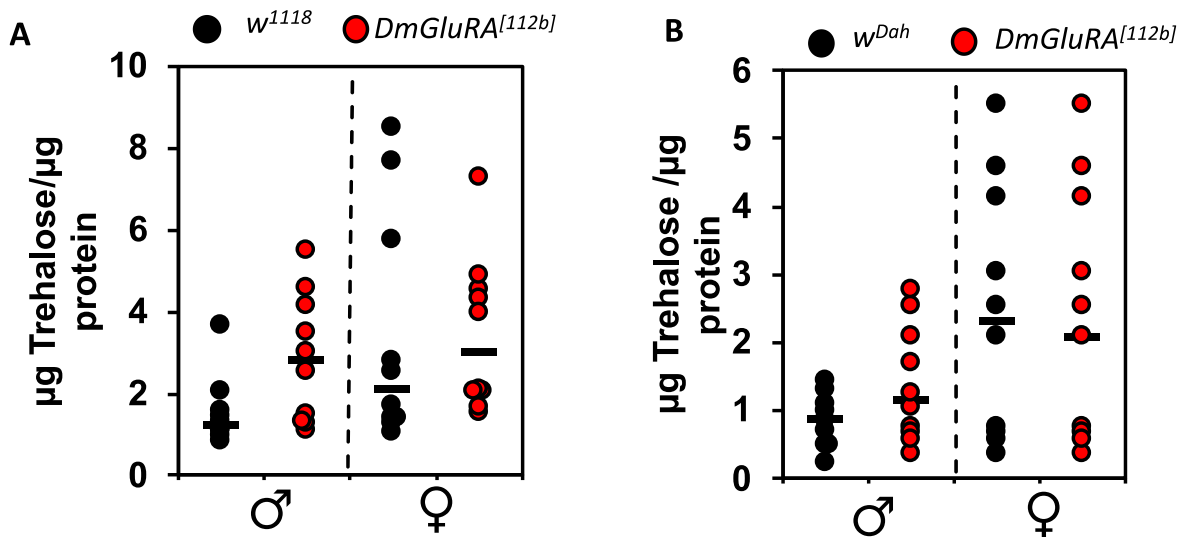 A
w1118
DmGluRA[112b]
10
8
6
4
2
0
µg Trehalose/µg
protein
♂
♀
B
wDah
DmGluRA[112b]
6
5
4
3
2
1
0
µg Trehalose /µg
protein
♂
♀